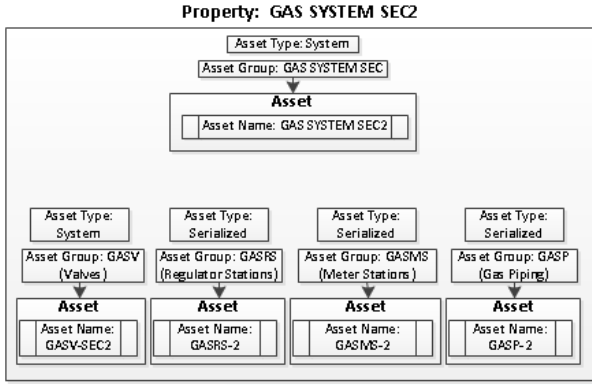 Property: GAS SYSTEM SEC2
Asset Type: System
Asset Group: GAS SYSTEM SEC
Asset
Asset Name: GAS SYSTEM SEC2
Asset Type:
System
Asset Group: GASV
(Valves)
Asset
Asset Name:
GASV-SEC2
Asset Type:
Serialized
Asset Group: GASRS
(Regulator Stations)
Asset
Asset Name:
GASRS-2
Asset Type:
Serialized
Asset Group: GASMS
(Meter Stations)
Asset
Asset Name:
GASMS-2
Asset Type:
Serialized
Asset Group: GASP
(Gas Piping)
Asset
Asset Name:
GASP-2